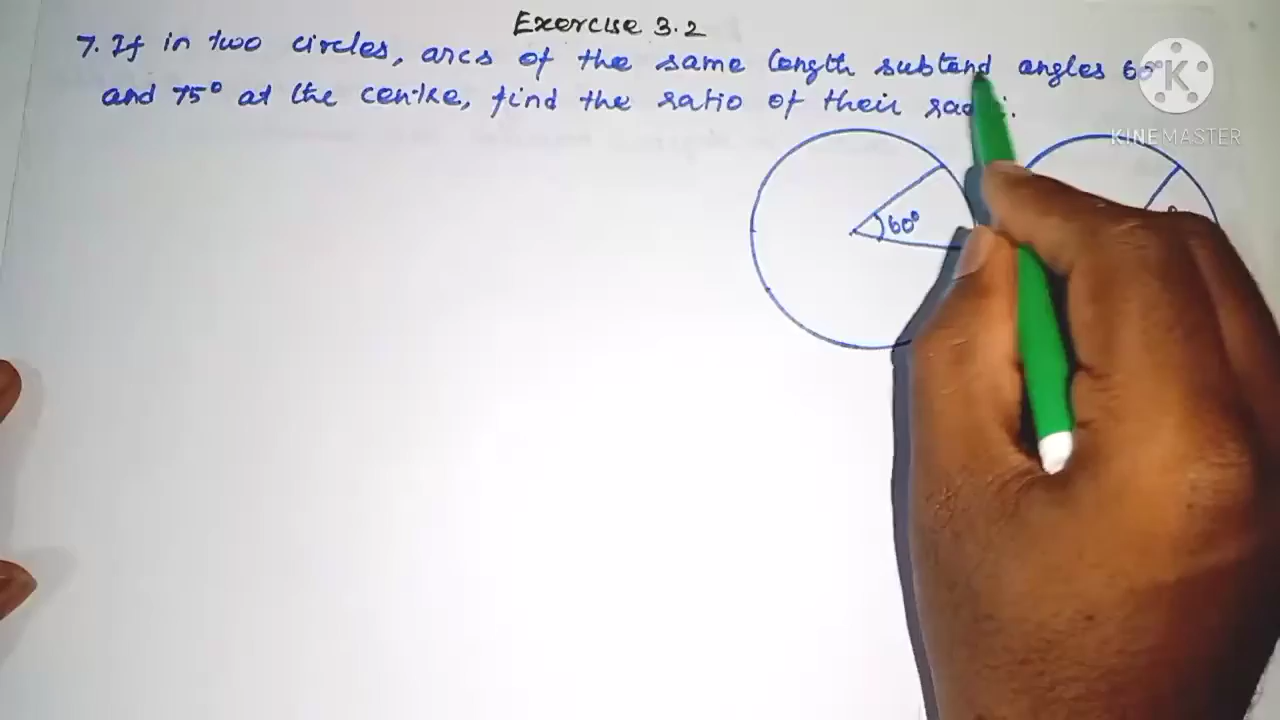 Exercise 3.2
7. If in two circles, arcs of the same length subtend angles 60°
and 75° at the centre, find the ratio of their
K
KINEMASTER
60°